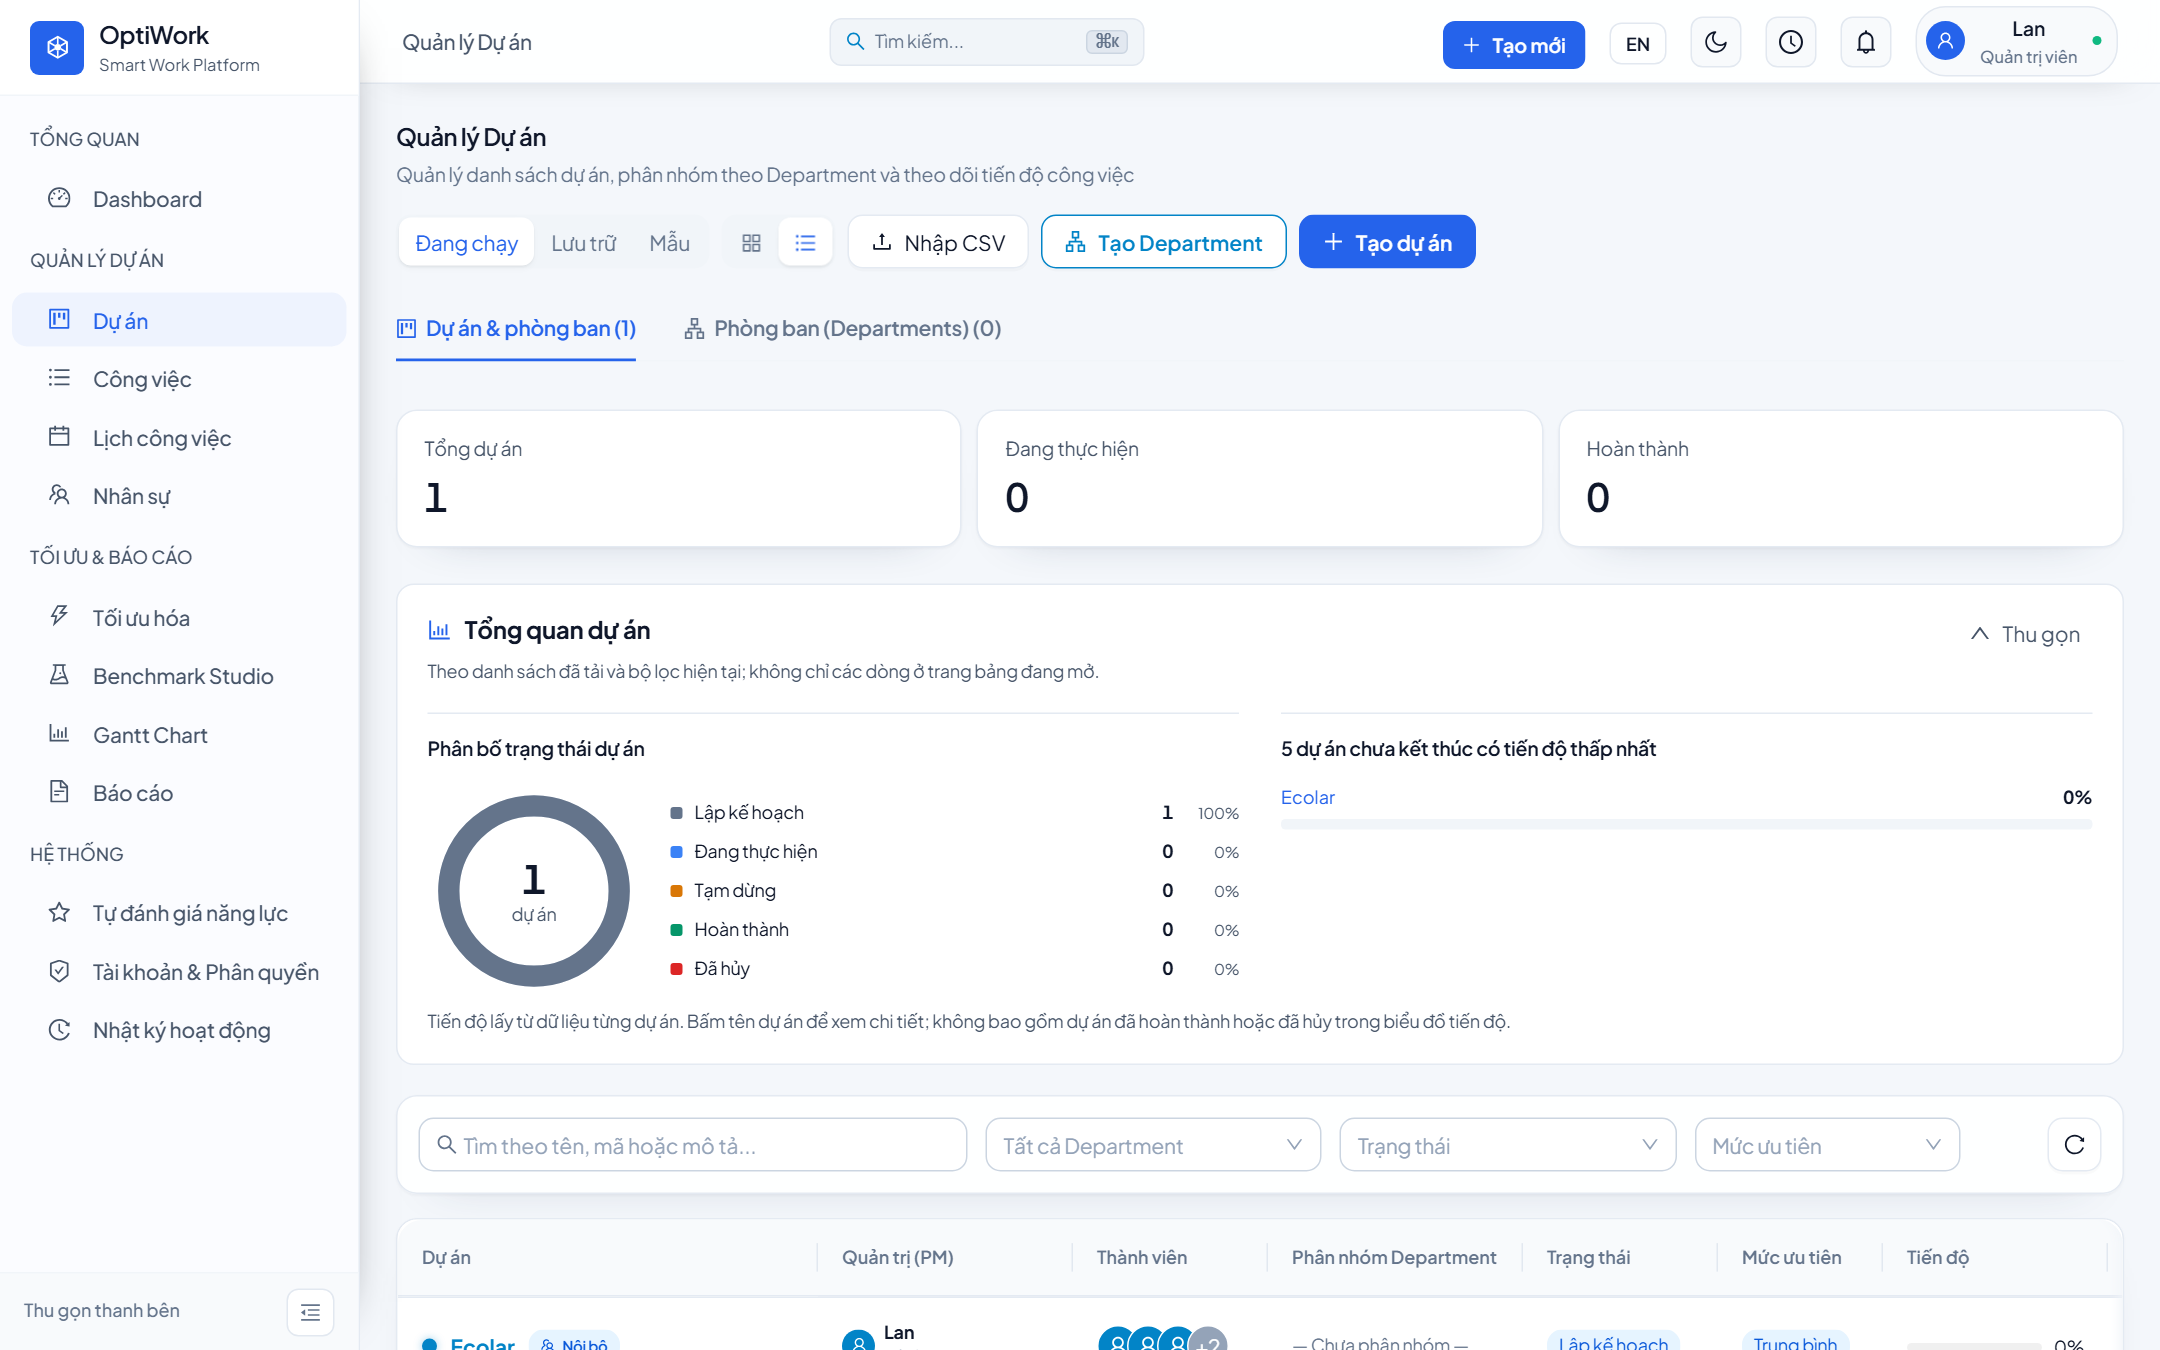 OptiWork
Smart Work Platform
TỔNG QUAN
Dashboard
QUẢN LÝ DỰ ÁN
Dự án
Công việc
Lịch công việc
Nhân sự
TỐI ƯU & BÁO CÁO
Tối ưu hóa
Benchmark Studio
Gantt Chart
Báo cáo
HỆ THỐNG
Tự đánh giá năng lực
Tài khoản & Phân quyền
Nhật ký hoạt động
Thu gọn thanh bên
Quản lý Dự án
Tìm kiếm...
⌘K
Tạo mới
EN
Lan
Quản trị viên
Quản lý Dự án
Quản lý danh sách dự án, phân nhóm theo Department và theo dõi tiến độ công việc
Đang chạy
Lưu trữ
Mẫu
Nhập CSV
Tạo Department
Tạo dự án
Dự án & phòng ban (1)
Phòng ban (Departments) (0)
Tổng dự án
1
Đang thực hiện
0
Hoàn thành
0
Tổng quan dự án
Thu gọn
Theo danh sách đã tải và bộ lọc hiện tại; không chỉ các dòng ở trang bảng đang mở.
Phân bố trạng thái dự án
1
dự án
Lập kế hoạch 1 100%
Đang thực hiện 0 0%
Tạm dừng 0 0%
Hoàn thành 0 0%
Đã hủy 0 0%
5 dự án chưa kết thúc có tiến độ thấp nhất
Ecolar 0%
Tiến độ lấy từ dữ liệu từng dự án. Bấm tên dự án để xem chi tiết; không bao gồm dự án đã hoàn thành hoặc đã hủy trong biểu đồ tiến độ.
Tìm theo tên, mã hoặc mô tả...
Tất cả Department
Trạng thái
Mức ưu tiên
Dự án
Quản trị (PM)
Thành viên
Phân nhóm Department
Trạng thái
Mức ưu tiên
Tiến độ
Ecolar
Nội bộ
Lan
+2
— Chưa phân nhóm —
Lập kế hoạch
Trung bình
0%